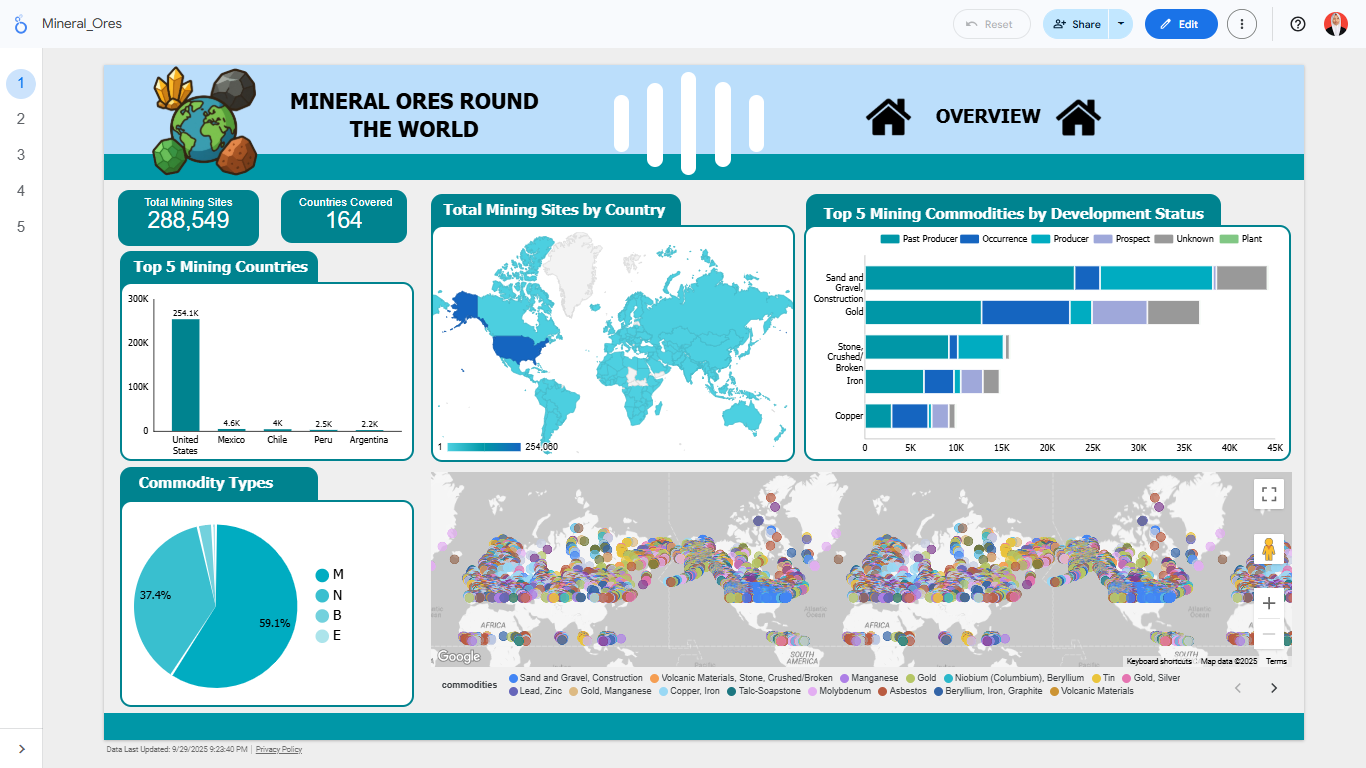 Mineral_Ores
Reset
Share
Edit
1
2
3
4
5
MINERAL ORES ROUND
THE WORLD
OVERVIEW
Total Mining Sites
288,549
Countries Covered
164
Top 5 Mining Countries
300K
200K
100K
0
254.1K
4.6K
4K
2.5K
2.2K
United
States
Mexico
Chile
Peru
Argentina
Total Mining Sites by Country
1
254,060
Top 5 Mining Commodities by Development Status
Past Producer
Occurrence
Producer
Prospect
Unknown
Plant
Sand and
Gravel,
Construction
Gold
Stone,
Crushed/
Broken
Iron
Copper
0
5K
10K
15K
20K
25K
30K
35K
40K
45K
Commodity Types
37.4%
59.1%
M
N
B
E
AFRICA
AFRICA
SOUTH
AMERICA
SOUTH
Google
Keyboard shortcuts
Map data ©2025
Terms
commodities
Sand and Gravel, Construction
Volcanic Materials, Stone, Crushed/Broken
Manganese
Gold
Niobium (Columbium), Beryllium
Tin
Gold, Silver
Lead, Zinc
Gold, Manganese
Copper, Iron
Talc-Soapstone
Molybdenum
Asbestos
Beryllium, Iron, Graphite
Volcanic Materials
Data Last Updated: 9/29/2025 9:23:40 PM
Privacy Policy